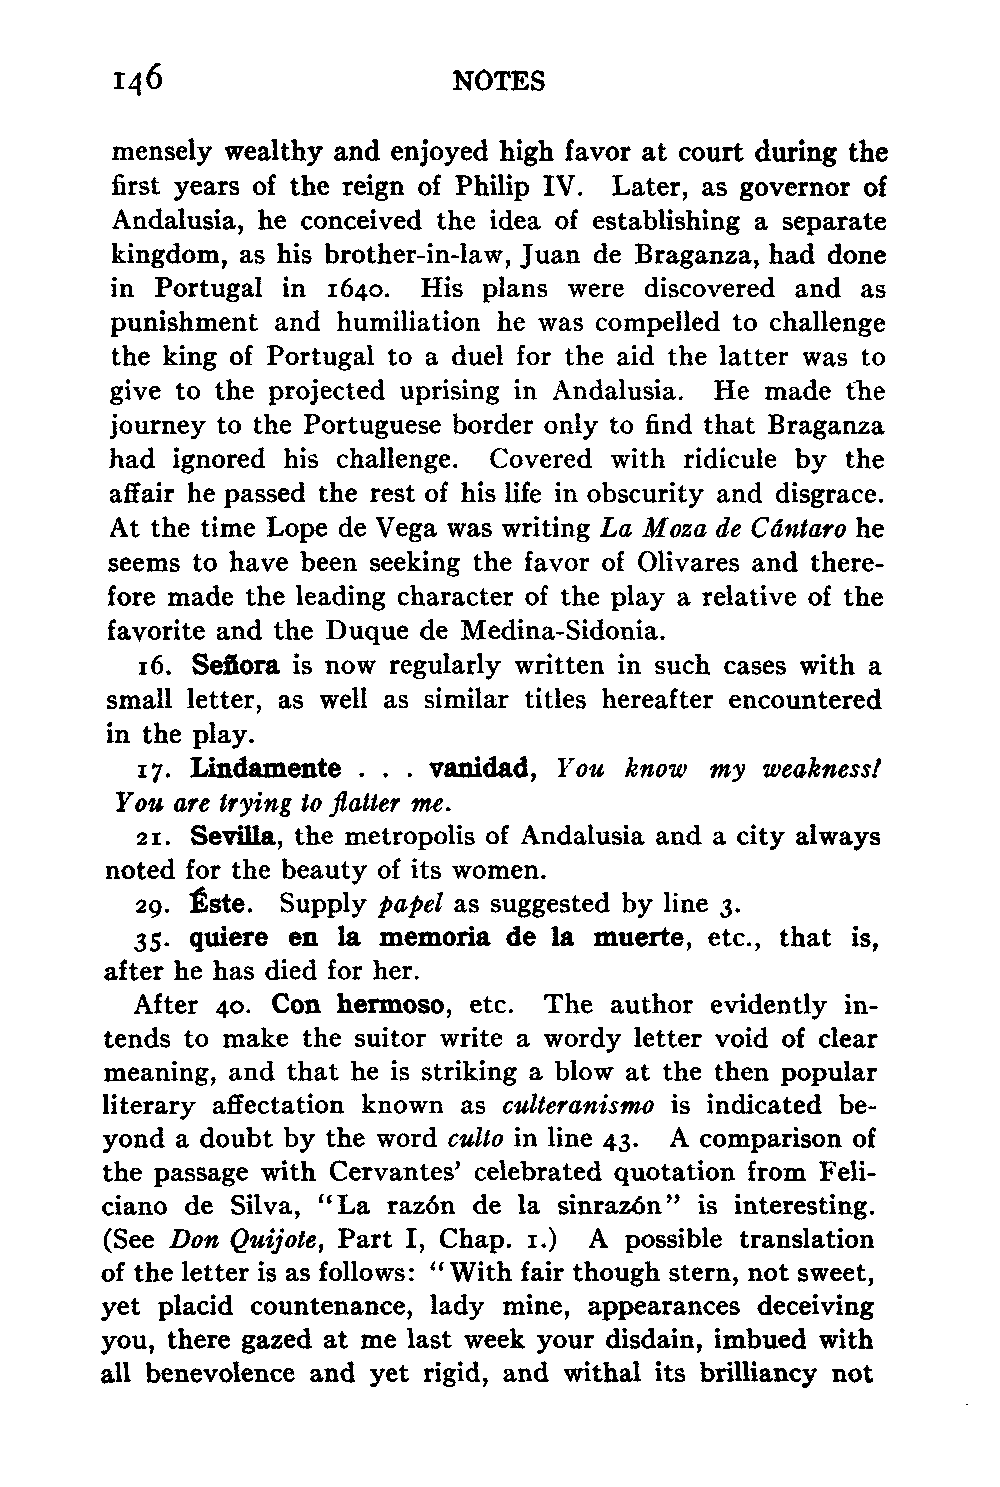 146 NOTES
mensely wealthy and enjoyed high favor at court during the
first years of the reign of Philip IV. Later, as governor of
Andalusia, he conceived the idea of establishing a separate
kingdom, as his brother-in-law, Juan de Braganza, had done
in Portugal in 1640. His plans were discovered and as
punishment and humiliation he was compelled to challenge
the king of Portugal to a duel for the aid the latter was to
give to the projected uprising in Andalusia. He made the
journey to the Portuguese border only to find that Braganza
had ignored his challenge. Covered with ridicule by the
affair he passed the rest of his life in obscurity and disgrace.
At the time Lope de Vega was writing La Moza de Cántaro he
seems to have been seeking the favor of Olivares and there-
fore made the leading character of the play a relative of the
favorite and the Duque de Medina-Sidonia.
16. Señora is now regularly written in such cases with a
small letter, as well as similar titles hereafter encountered
in the play.
17. Lindamente . . . vanidad, You know my weakness!
You are trying to flatter me.
21. Sevilla, the metropolis of Andalusia and a city always
noted for the beauty of its women.
29. Éste. Supply papel as suggested by line 3.
35. quiere en la memoria de la muerte, etc., that is,
after he has died for her.
After 40. Con hermoso, etc. The author evidently in-
tends to make the suitor write a wordy letter void of clear
meaning, and that he is striking a blow at the then popular
literary affectation known as culteranismo is indicated be-
yond a doubt by the word culto in line 43. A comparison of
the passage with Cervantes' celebrated quotation from Feli-
ciano de Silva, "La razón de la sinrazón" is interesting.
(See Don Quijote, Part I, Chap. 1.) A possible translation
of the letter is as follows: "With fair though stern, not sweet,
yet placid countenance, lady mine, appearances deceiving
you, there gazed at me last week your disdain, imbued with
all benevolence and yet rigid, and withal its brilliancy not